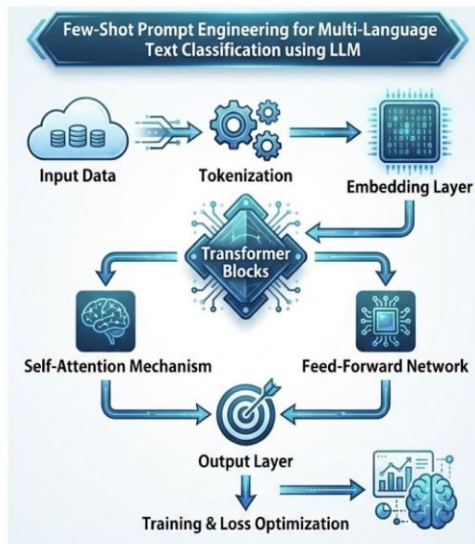 Few-Shot Prompt Engineering for Multi-Language
Text Classification using LLM
Input Data
Tokenization
Embedding Layer
Transformer
Blocks
Self-Attention Mechanism
Feed-Forward Network
Output Layer
Training & Loss Optimization